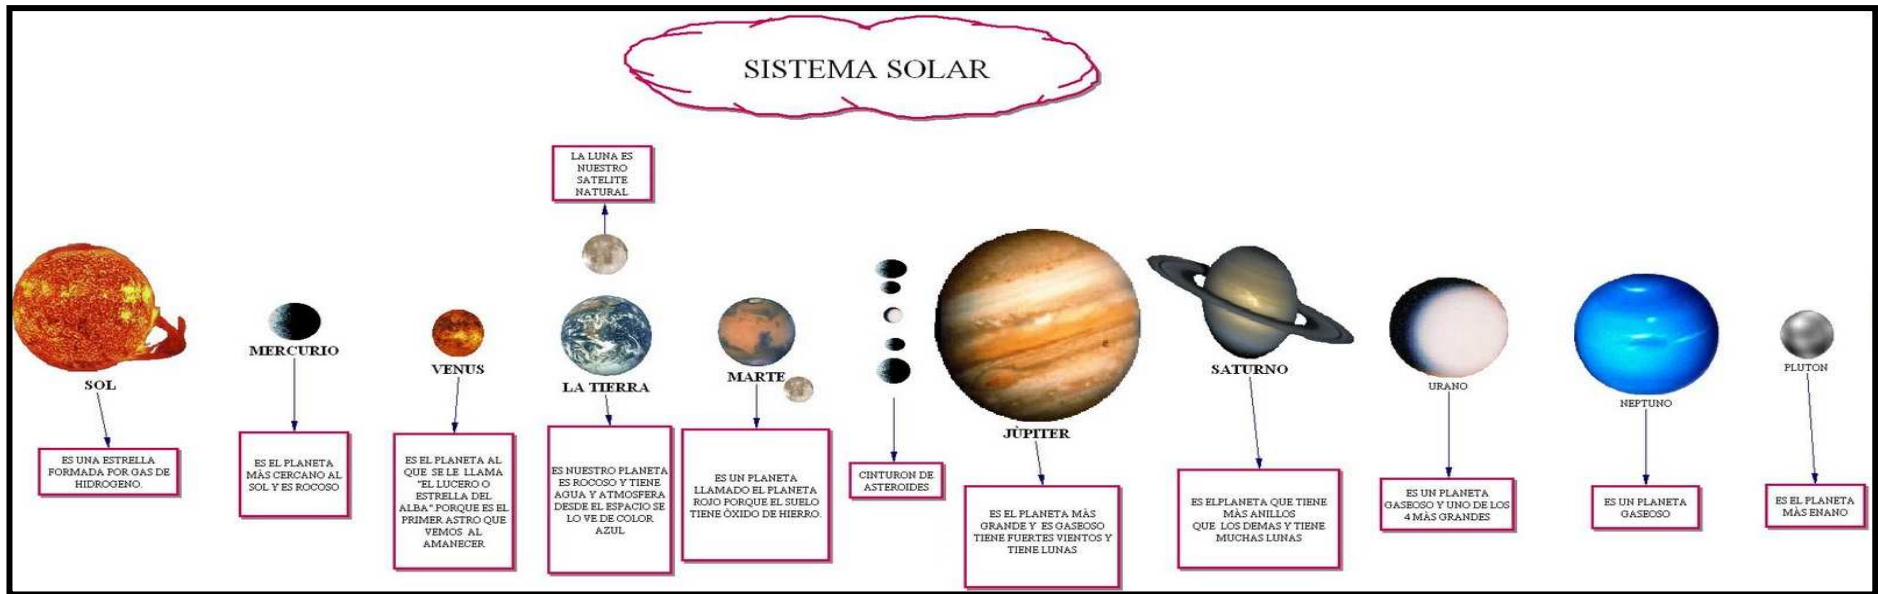 SISTEMA SOLAR
LA LUNA ES
NUESTRO
SATELITE
NATURAL
SOL
MERCURIO
VENUS
LA TIERRA
MARTE
JÙPITER
SATURNO
URANO
NEPTUNO
PLUTON
ES UNA ESTRELLA
FORMADA POR GAS DE
HIDROGENO.
ES EL PLANETA
MÀS CERCANO AL
SOL Y ES ROCOSO
ES EL PLANETA AL
QUE SE LE LLAMA
"EL LUCERO O
ESTRELLA DEL
ALBA" PORQUE ES EL
PRIMER ASTRO QUE
VEMOS AL
AMANECER
ES NUESTRO PLANETA
ES ROCOSO Y TIENE
AGUA Y ATMOSFERA
DESDE EL ESPACIO SE
LO VE DE COLOR
AZUL
ES UN PLANETA
LLAMADO EL PLANETA
ROJO PORQUE EL SUELO
TIENE ÒXIDO DE HIERRO.
CINTURON DE
ASTEROIDES
ES EL PLANETA MÀS
GRANDE Y ES GASEOSO
TIENE FUERTES VIENTOS Y
TIENE LUNAS
ES ELPLANETA QUE TIENE
MÀS ANILLOS
QUE LOS DEMAS Y TIENE
MUCHAS LUNAS
ES UN PLANETA
GASEOSO Y UNO DE LOS
4 MÀS GRANDES
ES UN PLANETA
GASEOSO
ES EL PLANETA
MÀS ENANO